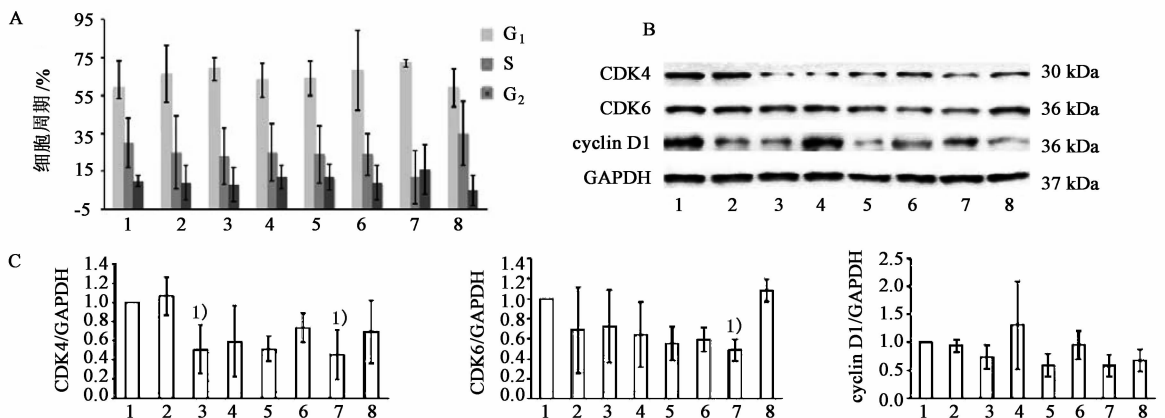 A
细胞周期/%
95
75
55
35
15
-5
G₁
S
G₂
1 2 3 4 5 6 7 8
B
CDK4 30 kDa
CDK6 36 kDa
cyclin D1 36 kDa
GAPDH 37 kDa
1 2 3 4 5 6 7 8
C
CDK4/GAPDH
1.4
1.2
1.0
0.8
0.6
0.4
0.2
0.0
1) 1)
1 2 3 4 5 6 7 8
CDK6/GAPDH
1.4
1.2
1.0
0.8
0.6
0.4
0.2
0.0
1)
1 2 3 4 5 6 7 8
cyclin D1/GAPDH
2.5
2.0
1.5
1.0
0.5
0.0
1 2 3 4 5 6 7 8